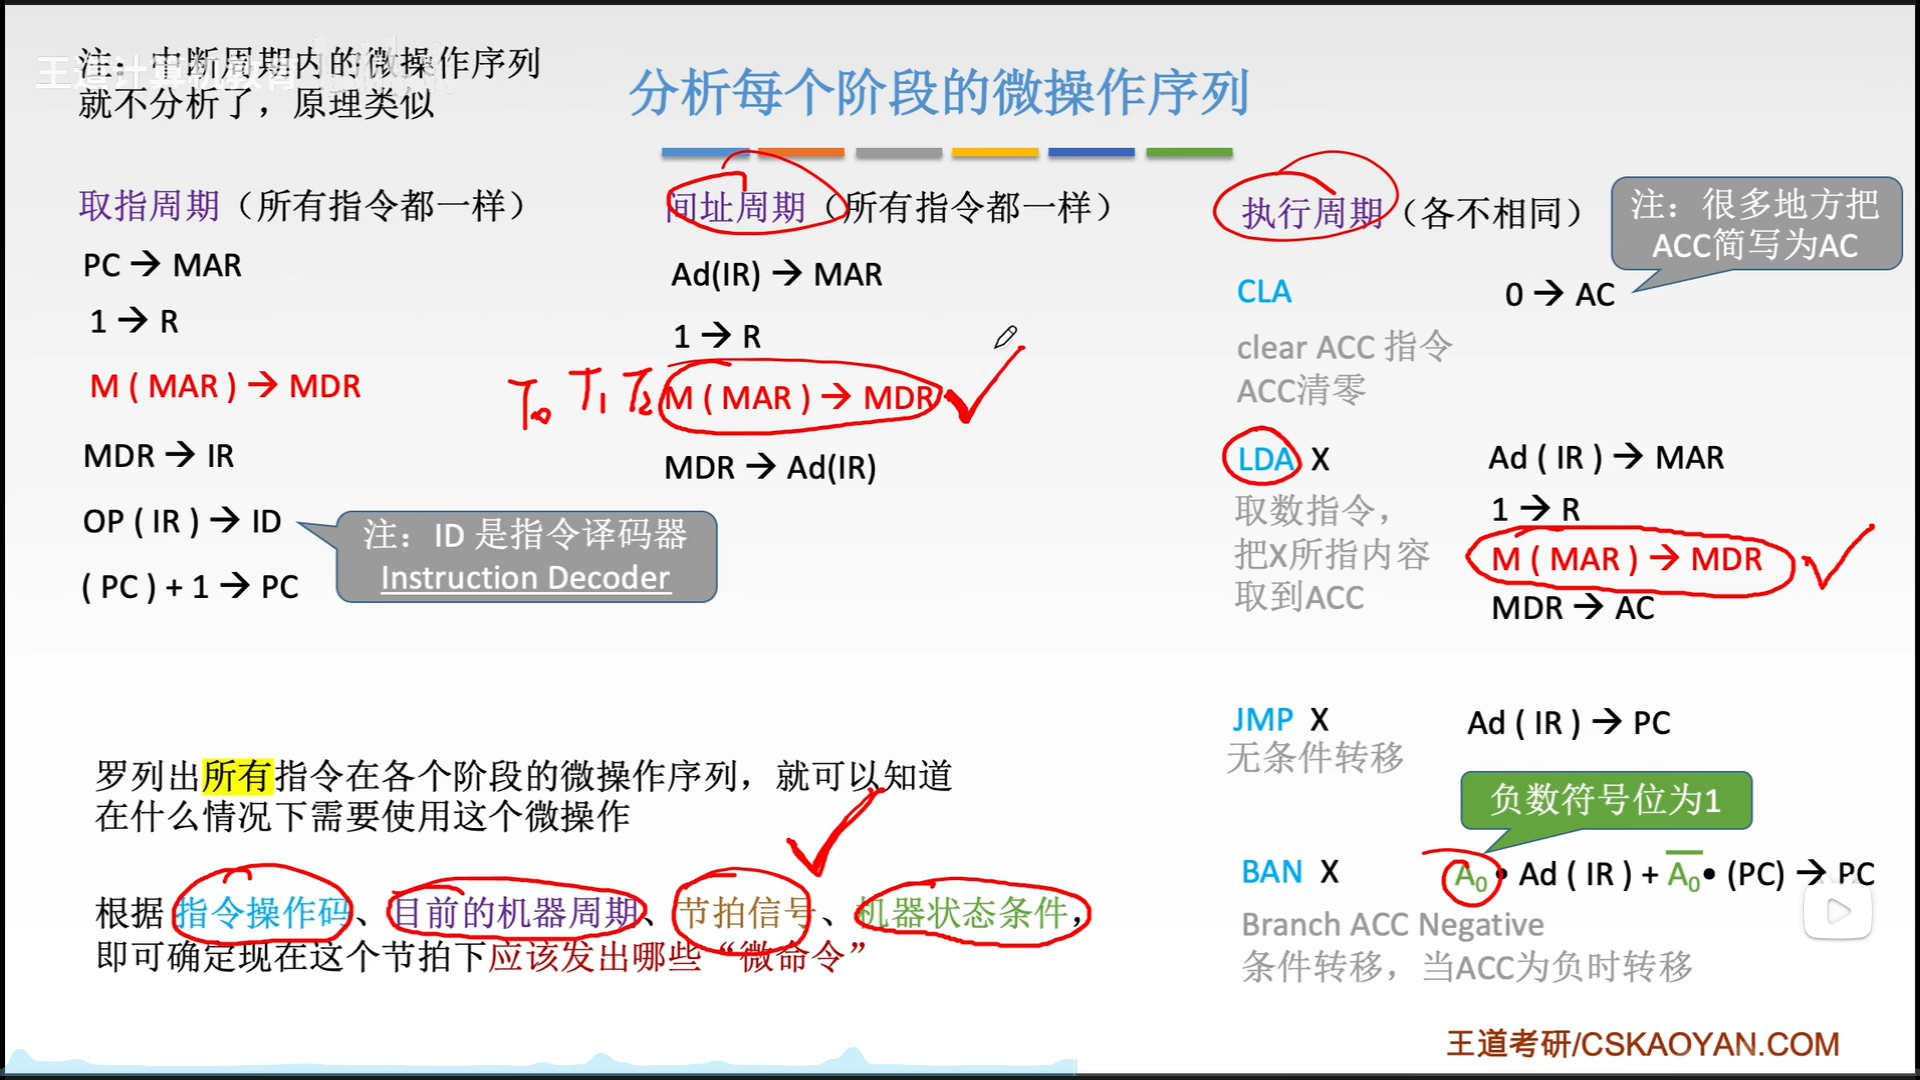 注：中断周期内的微操作序列
就不分析了，原理类似
王道计算机教育
分析每个阶段的微操作序列
取指周期（所有指令都一样）
PC → MAR
1 → R
M ( MAR ) → MDR
MDR → IR
OP ( IR ) → ID
( PC ) + 1 → PC
注：ID 是指令译码器
Instruction Decoder
间址周期（所有指令都一样）
Ad(IR) → MAR
1 → R
T0 T1 T2
M ( MAR ) → MDR
MDR → Ad(IR)
执行周期（各不相同）
注：很多地方把
ACC简写为AC
CLA 0 → AC
clear ACC 指令
ACC清零
LDA X Ad ( IR ) → MAR
取数指令， 1 → R
把X所指内容 M ( MAR ) → MDR
取到ACC MDR → AC
JMP X Ad ( IR ) → PC
无条件转移
负数符号位为1
BAN X A₀• Ad ( IR ) + A̅₀• (PC) → PC
Branch ACC Negative
条件转移，当ACC为负时转移
罗列出所有指令在各个阶段的微操作序列，就可以知道
在什么情况下需要使用这个微操作
根据 指令操作码、目前的机器周期、节拍信号、机器状态条件，
即可确定现在这个节拍下应该发出哪些“微命令”
王道考研/CSKAOYAN.COM